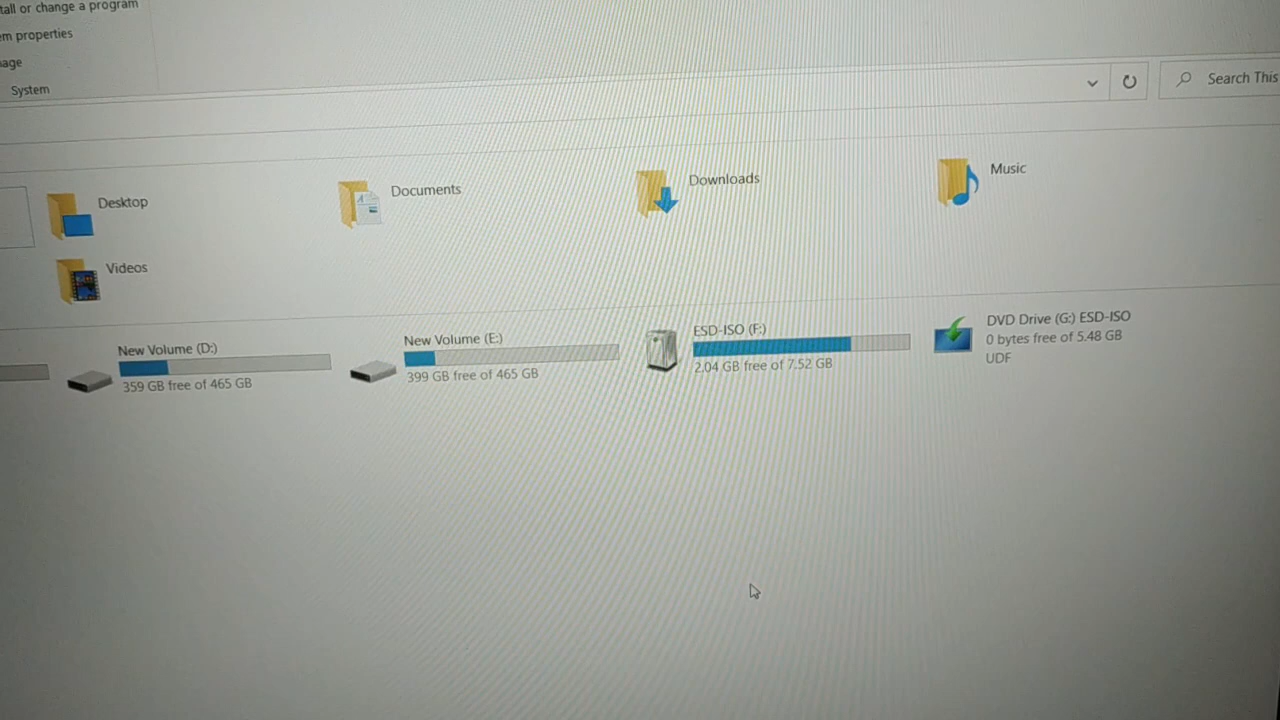 tall or change a program
em properties
nage
System
Search This
Desktop
Documents
Downloads
Music
Videos
New Volume (D:)
359 GB free of 465 GB
New Volume (E:)
399 GB free of 465 GB
ESD-ISO (F:)
2.04 GB free of 7.52 GB
DVD Drive (G:) ESD-ISO
0 bytes free of 5.48 GB
UDF